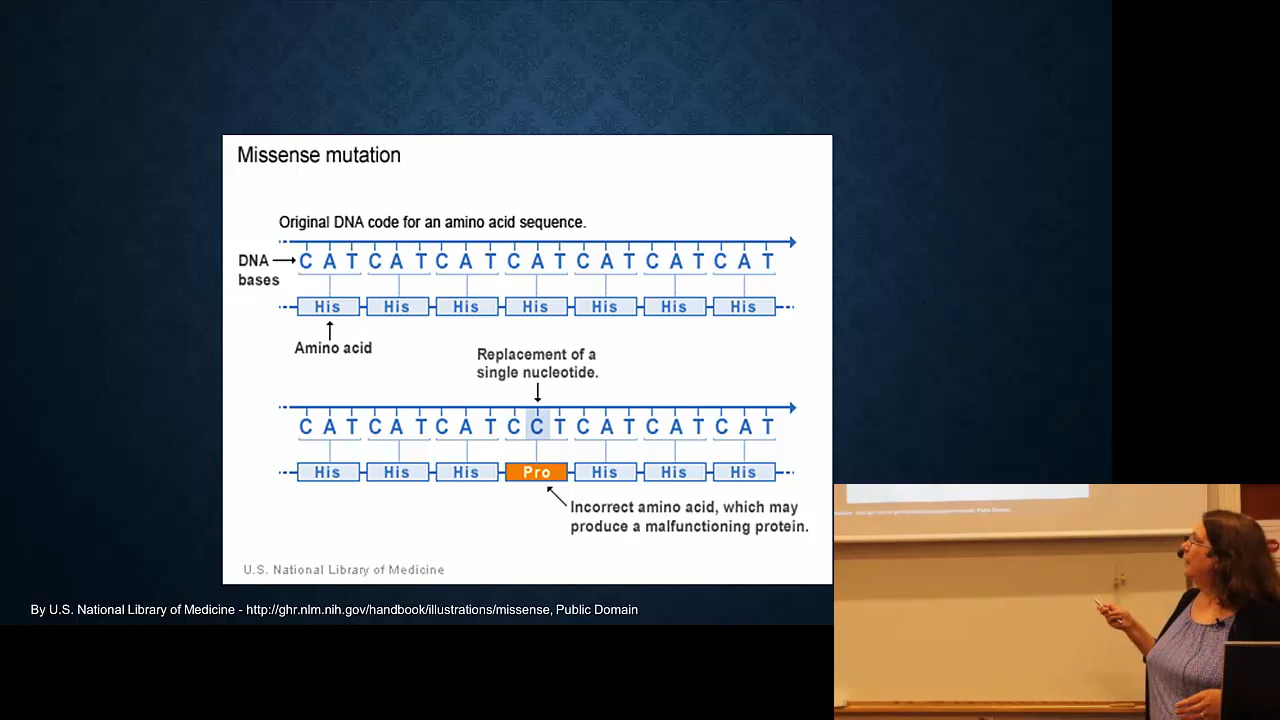 Missense mutation
Original DNA code for an amino acid sequence.
DNA bases
C A T C A T C A T C A T C A T C A T C A T
His His His His His His His
Amino acid
Replacement of a
single nucleotide.
C A T C A T C A T C C T C A T C A T C A T
His His His Pro His His His
Incorrect amino acid, which may
produce a malfunctioning protein.
U.S. National Library of Medicine
By U.S. National Library of Medicine - http://ghr.nlm.nih.gov/handbook/illustrations/missense, Public Domain